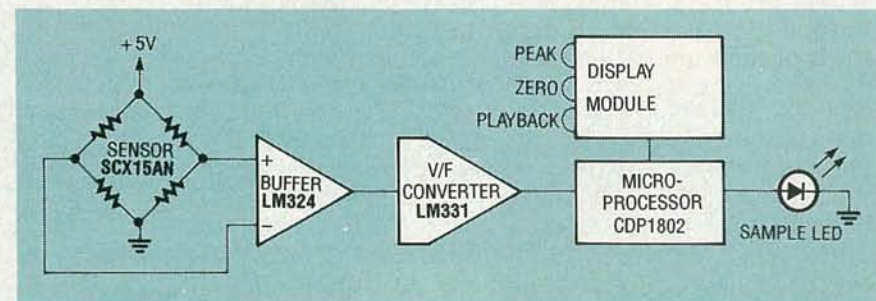 +5V
SENSOR
SCX15AN
+
BUFFER
LM324
−
V/F
CONVERTER
LM331
PEAK
ZERO
PLAYBACK
DISPLAY
MODULE
MICRO-
PROCESSOR
CDP1802
SAMPLE LED